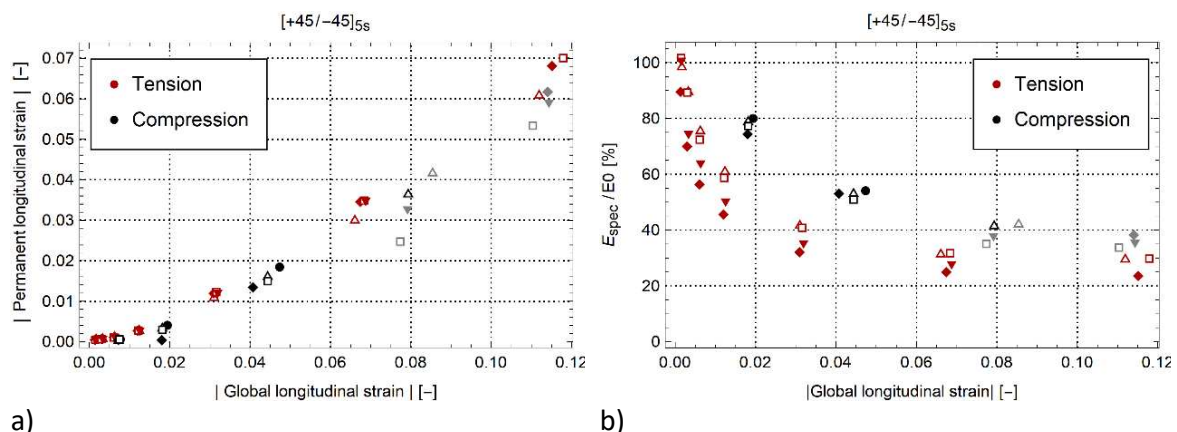 [+45/−45]5s
| Permanent longitudinal strain | [−]
0.07
0.06
0.05
0.04
0.03
0.02
0.01
0.00
Tension
Compression
0.00 0.02 0.04 0.06 0.08 0.10 0.12
| Global longitudinal strain | [−]
a)
[+45/−45]5s
Espec/E0 [%]
100
80
60
40
20
0
Tension
Compression
0.00 0.02 0.04 0.06 0.08 0.10 0.12
|Global longitudinal strain| [−]
b)